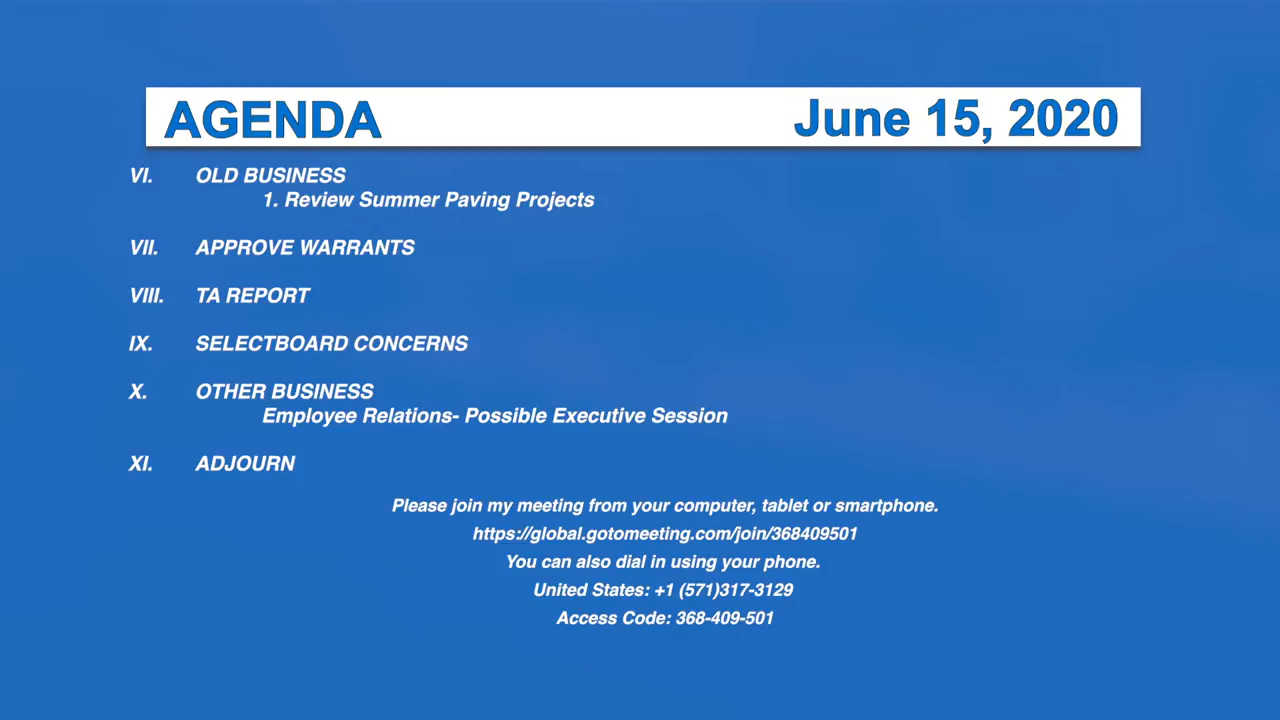 AGENDA June 15, 2020
VI. OLD BUSINESS
1. Review Summer Paving Projects
VII. APPROVE WARRANTS
VIII. TA REPORT
IX. SELECTBOARD CONCERNS
X. OTHER BUSINESS
Employee Relations- Possible Executive Session
XI. ADJOURN
Please join my meeting from your computer, tablet or smartphone.
https://global.gotomeeting.com/join/368409501
You can also dial in using your phone.
United States: +1 (571)317-3129
Access Code: 368-409-501